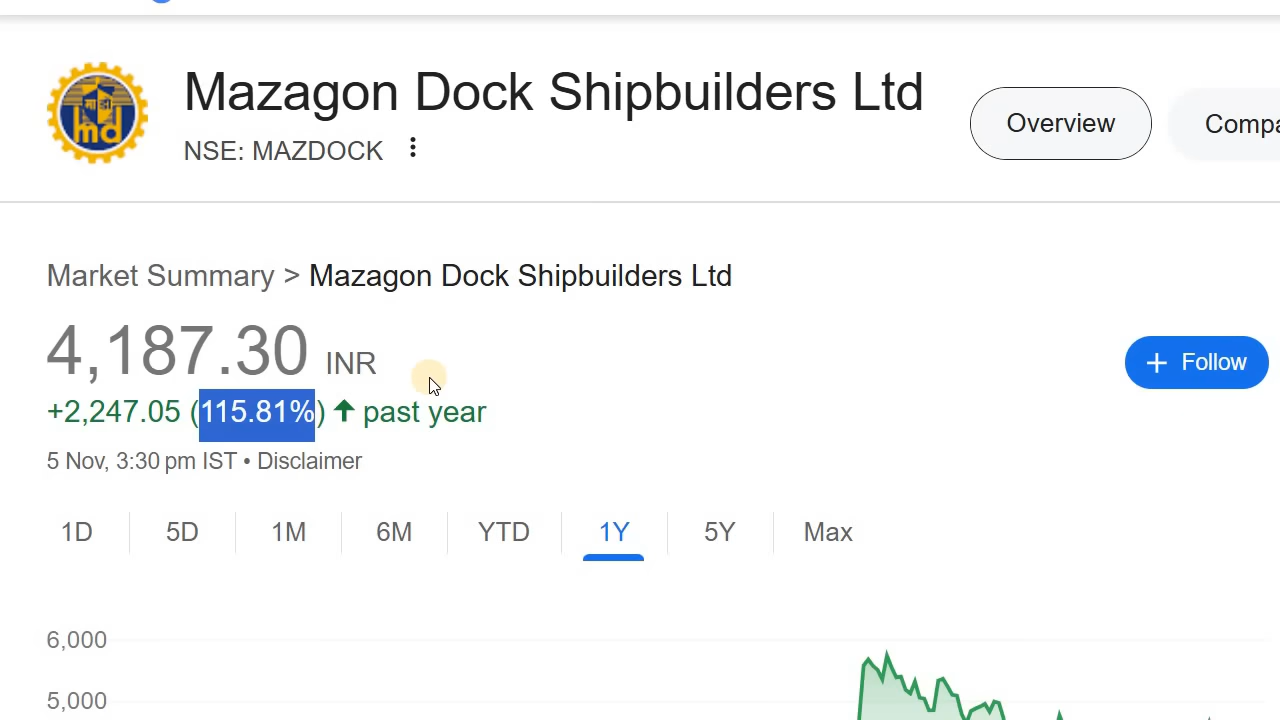 Mazagon Dock Shipbuilders Ltd
NSE: MAZDOCK
Overview
Compa
Market Summary > Mazagon Dock Shipbuilders Ltd
4,187.30 INR
+ Follow
+2,247.05 (115.81%) ↑ past year
5 Nov, 3:30 pm IST • Disclaimer
1D 5D 1M 6M YTD 1Y 5Y Max
6,000
5,000